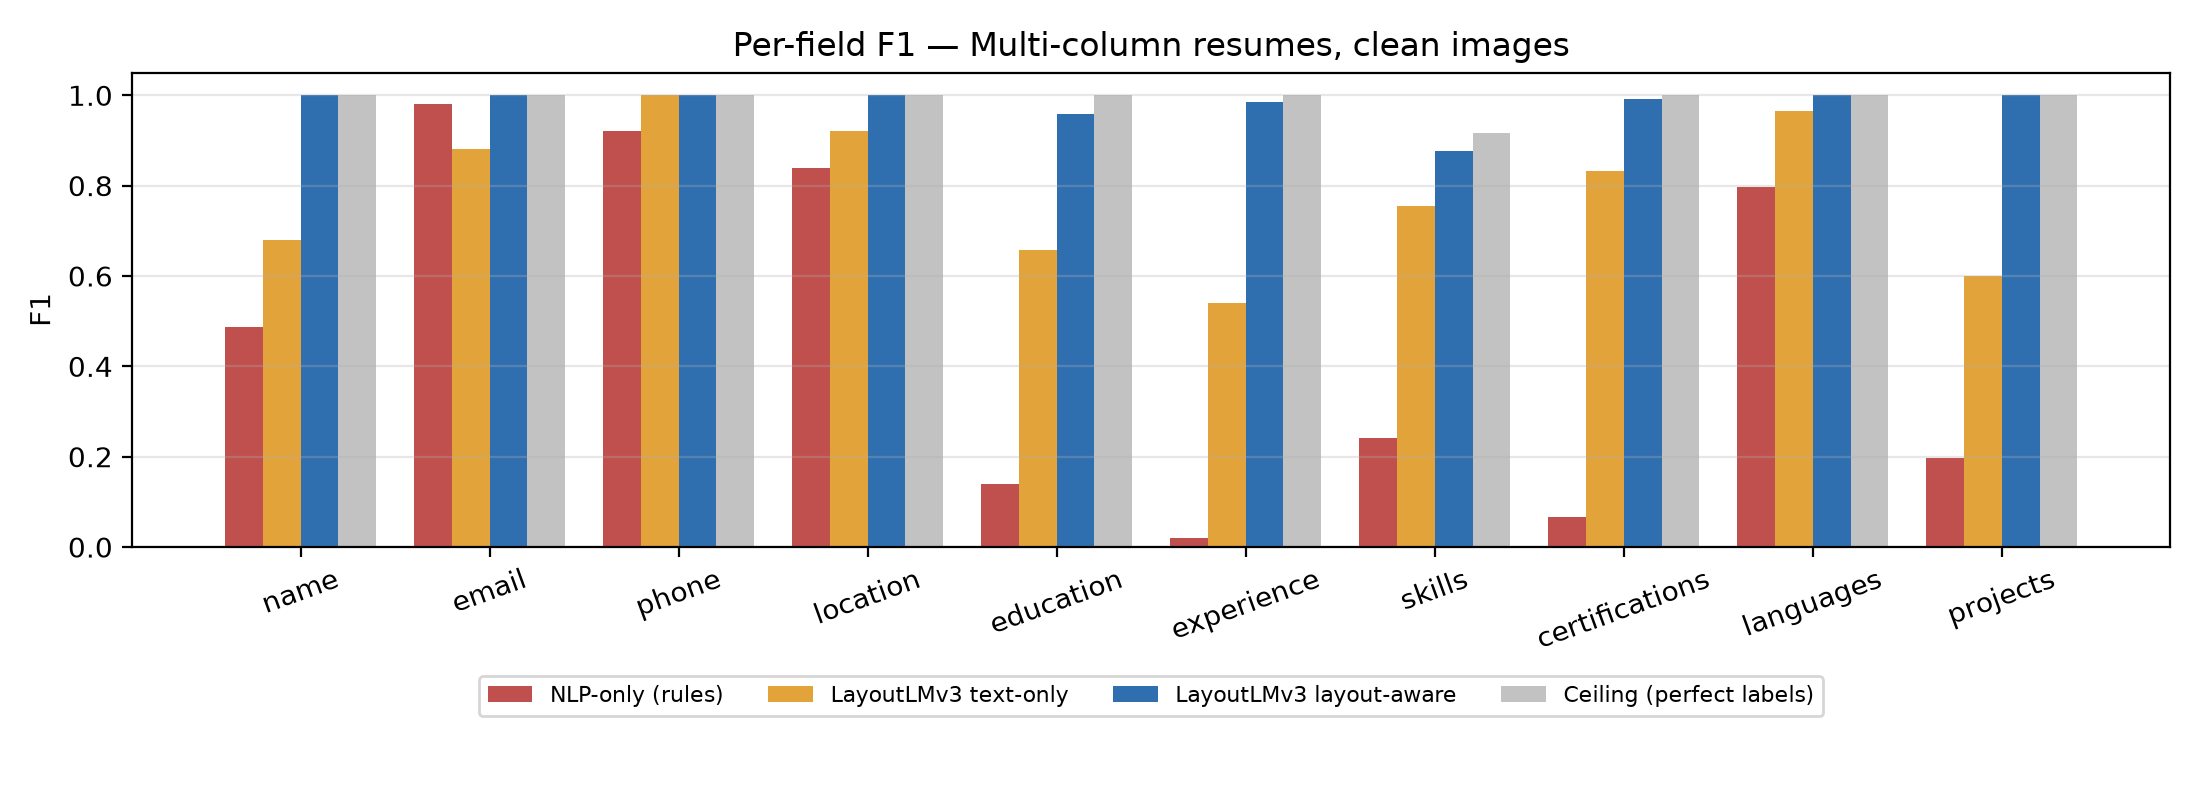 Per-field F1 — Multi-column resumes, clean images
F1
1.0
0.8
0.6
0.4
0.2
0.0
name
email
phone
location
education
experience
skills
certifications
languages
projects
NLP-only (rules)
LayoutLMv3 text-only
LayoutLMv3 layout-aware
Ceiling (perfect labels)